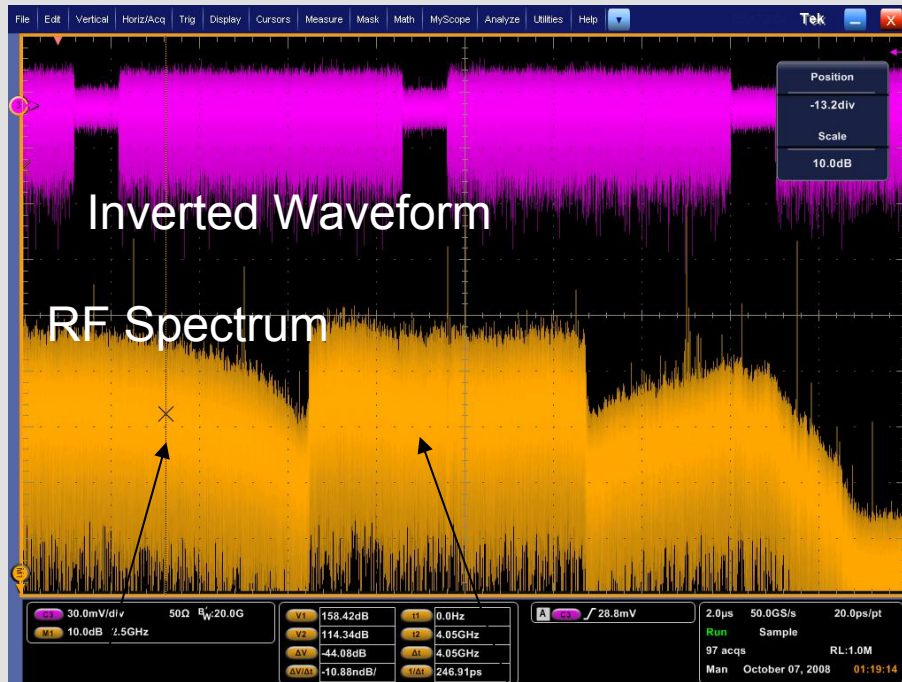 File Edit Vertical Horiz/Acq Trig Display Cursors Measure Mask Math MyScope Analyze Utilities Help Tek X
Position
-13.2div
Scale
10.0dB
Inverted Waveform
RF Spectrum
C3 30.0mV/div 50Ω BW:20.0G
M1 10.0dB 2.5GHz
V1 158.42dB t1 0.0Hz
V2 114.34dB t2 4.05GHz
ΔV -44.08dB Δt 4.05GHz
ΔV/Δt -10.88ndB/ 1/Δt 246.91ps
A C3 28.8mV
2.0µs 50.0GS/s 20.0ps/pt
Run Sample
97 acqs RL:1.0M
Man October 07, 2008 01:19:14